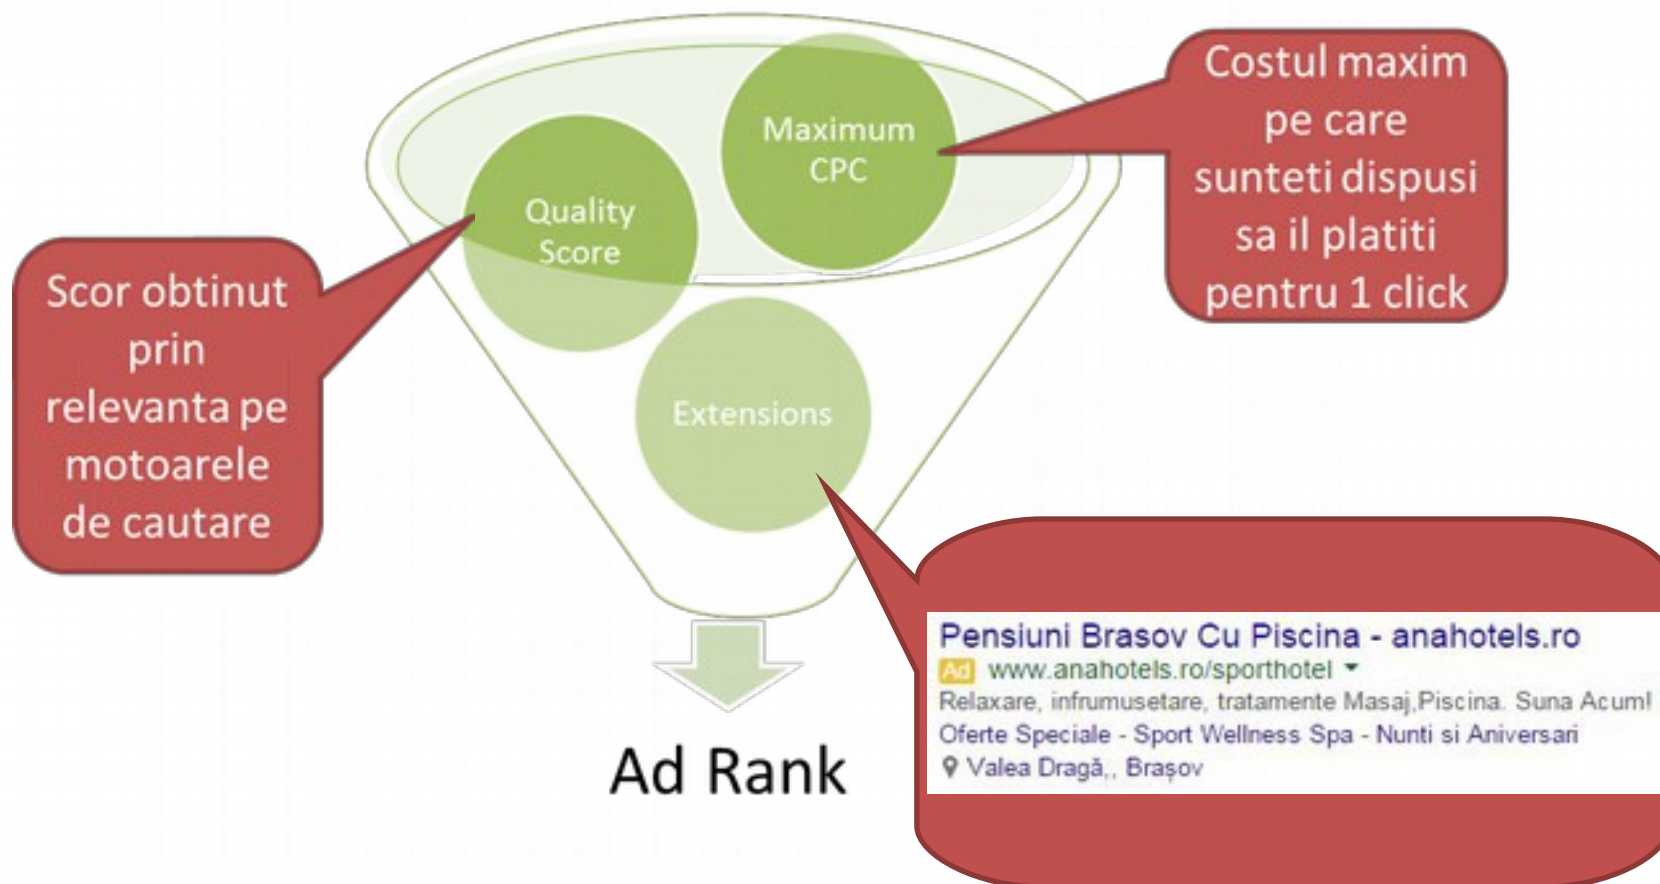 Costul maxim
pe care
sunteti dispusi
sa il platiti
pentru 1 click
Maximum
CPC
Quality
Score
Scor obtinut
prin
relevanta pe
motoarele
de cautare
Extensions
Pensiuni Brasov Cu Piscina - anahotels.ro
Ad www.anahotels.ro/sporthotel
Relaxare, infrumusetare, tratamente Masaj,Piscina. Suna Acum!
Oferte Speciale - Sport Wellness Spa - Nunti si Aniversari
Valea Dragă,, Brașov
Ad Rank